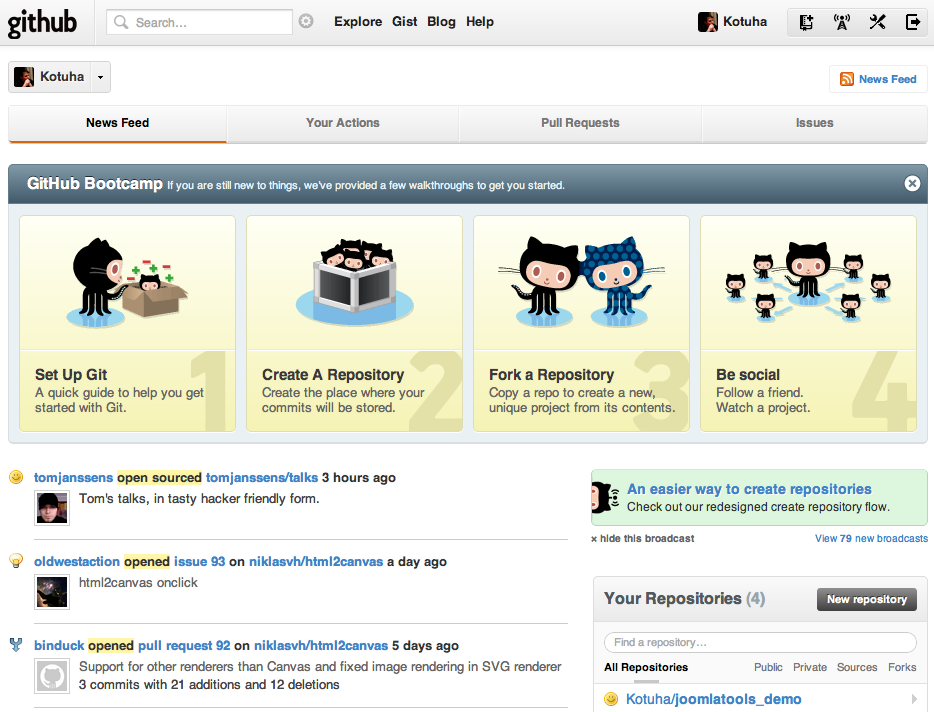 github
Search...
Explore Gist Blog Help
Kotuha
Kotuha
News Feed
News Feed
Your Actions
Pull Requests
Issues
GitHub Bootcamp If you are still new to things, we've provided a few walkthroughs to get you started.
Set Up Git
A quick guide to help you get
started with Git.
1
Create A Repository
Create the place where your
commits will be stored.
2
Fork a Repository
Copy a repo to create a new,
unique project from its contents.
3
Be social
Follow a friend.
Watch a project.
4
tomjanssens open sourced tomjanssens/talks 3 hours ago
Tom's talks, in tasty hacker friendly form.
oldwestaction opened issue 93 on niklasvh/html2canvas a day ago
html2canvas onclick
binduck opened pull request 92 on niklasvh/html2canvas 5 days ago
Support for other renderers than Canvas and fixed image rendering in SVG renderer
3 commits with 21 additions and 12 deletions
An easier way to create repositories
Check out our redesigned create repository flow.
× hide this broadcast
View 79 new broadcasts
Your Repositories (4)
New repository
Find a repository...
All Repositories
Public Private Sources Forks
Kotuha/joomlatools_demo